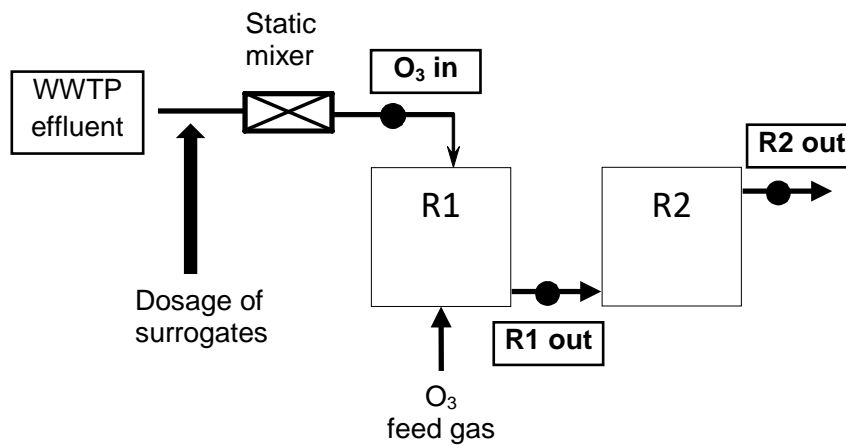 Static
mixer
O₃ in
WWTP
effluent
R2 out
R1
R2
Dosage of
surrogates
R1 out
O₃
feed gas